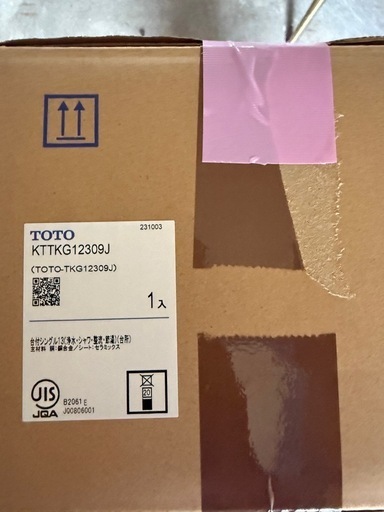 231003
TOTO
KTTKG12309J
(TOTO-TKG12309J)
1入
台付シングル13(浄水・シャワ・整流・節湯)(台所)
主材料 胴:銅合金/シート:セラミックス
20
JIS
JQA
B2061 E
JQ0806001